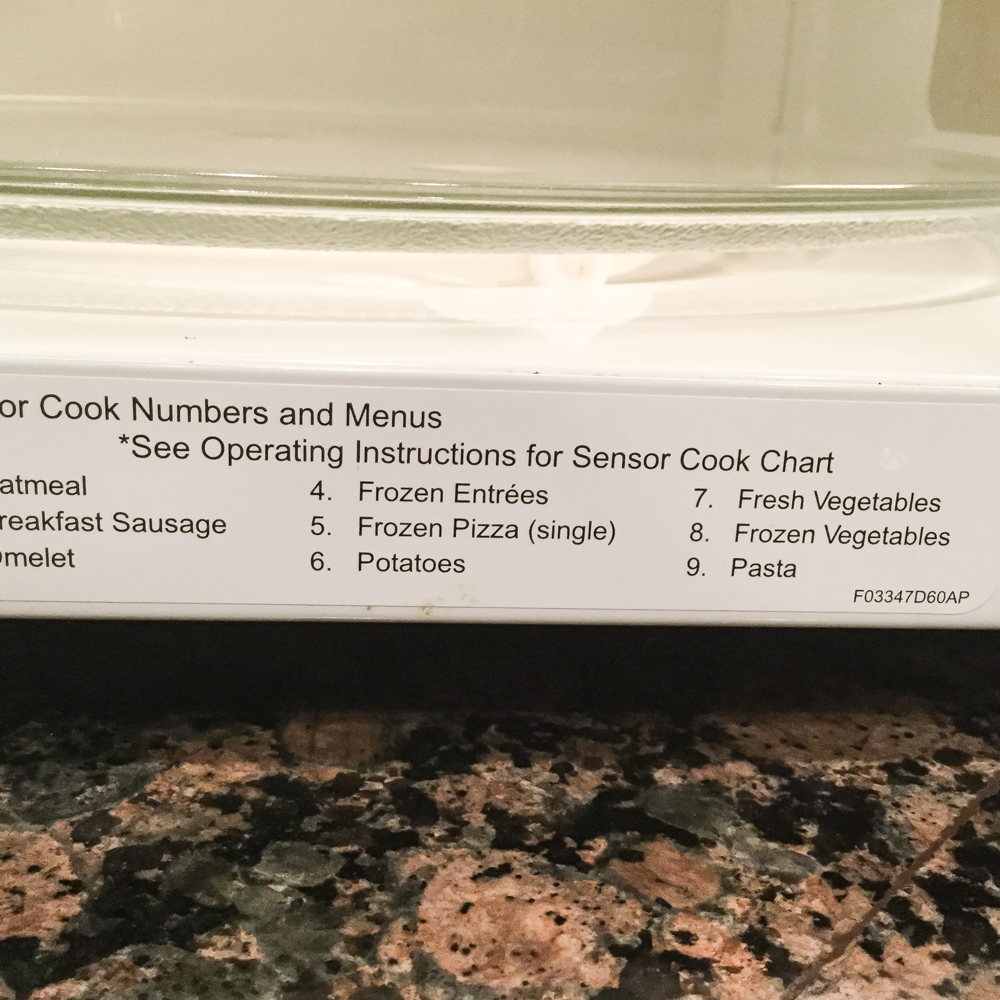 or Cook Numbers and Menus
*See Operating Instructions for Sensor Cook Chart
atmeal 4. Frozen Entrées 7. Fresh Vegetables
reakfast Sausage 5. Frozen Pizza (single) 8. Frozen Vegetables
melet 6. Potatoes 9. Pasta
F03347D60AP